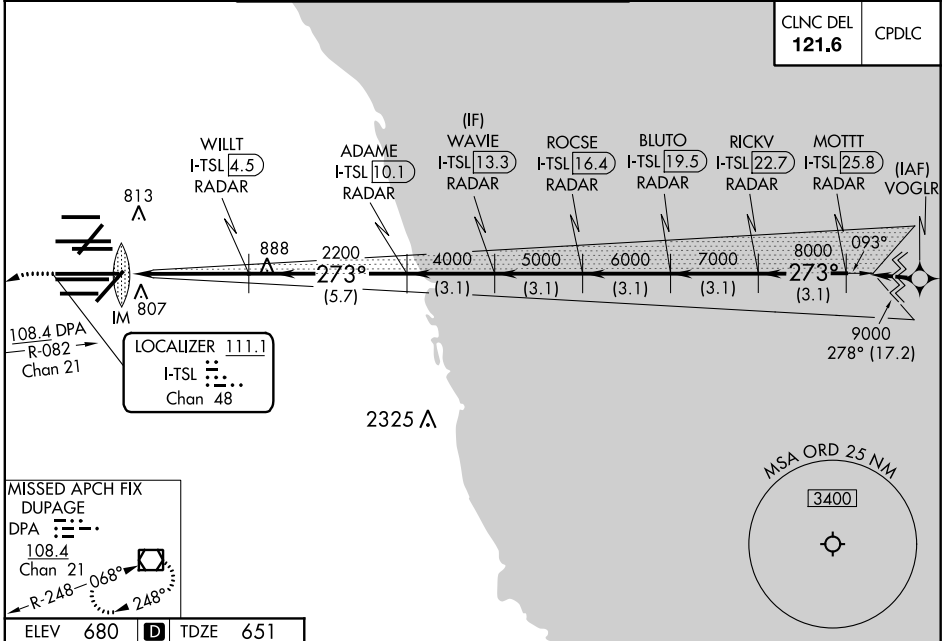 CLNC DEL
121.6
CPDLC
WILLT
I-TSL 4.5
RADAR
ADAME
I-TSL 10.1
RADAR
(IF)
WAVIE
I-TSL 13.3
RADAR
ROCSE
I-TSL 16.4
RADAR
BLUTO
I-TSL 19.5
RADAR
RICKV
I-TSL 22.7
RADAR
MOTTT
I-TSL 25.8
RADAR
(IAF)
VOGLR
813
888
2200
4000
5000
6000
7000
8000
093°
273°
273°
(5.7)
(3.1)
(3.1)
(3.1)
(3.1)
(3.1)
IM
807
9000
278° (17.2)
108.4 DPA
R-082
Chan 21
LOCALIZER 111.1
I-TSL
Chan 48
2325
MSA ORD 25 NM
3400
MISSED APCH FIX
DUPAGE
DPA
108.4
Chan 21
R-248
068°
248°
ELEV 680 D TDZE 651